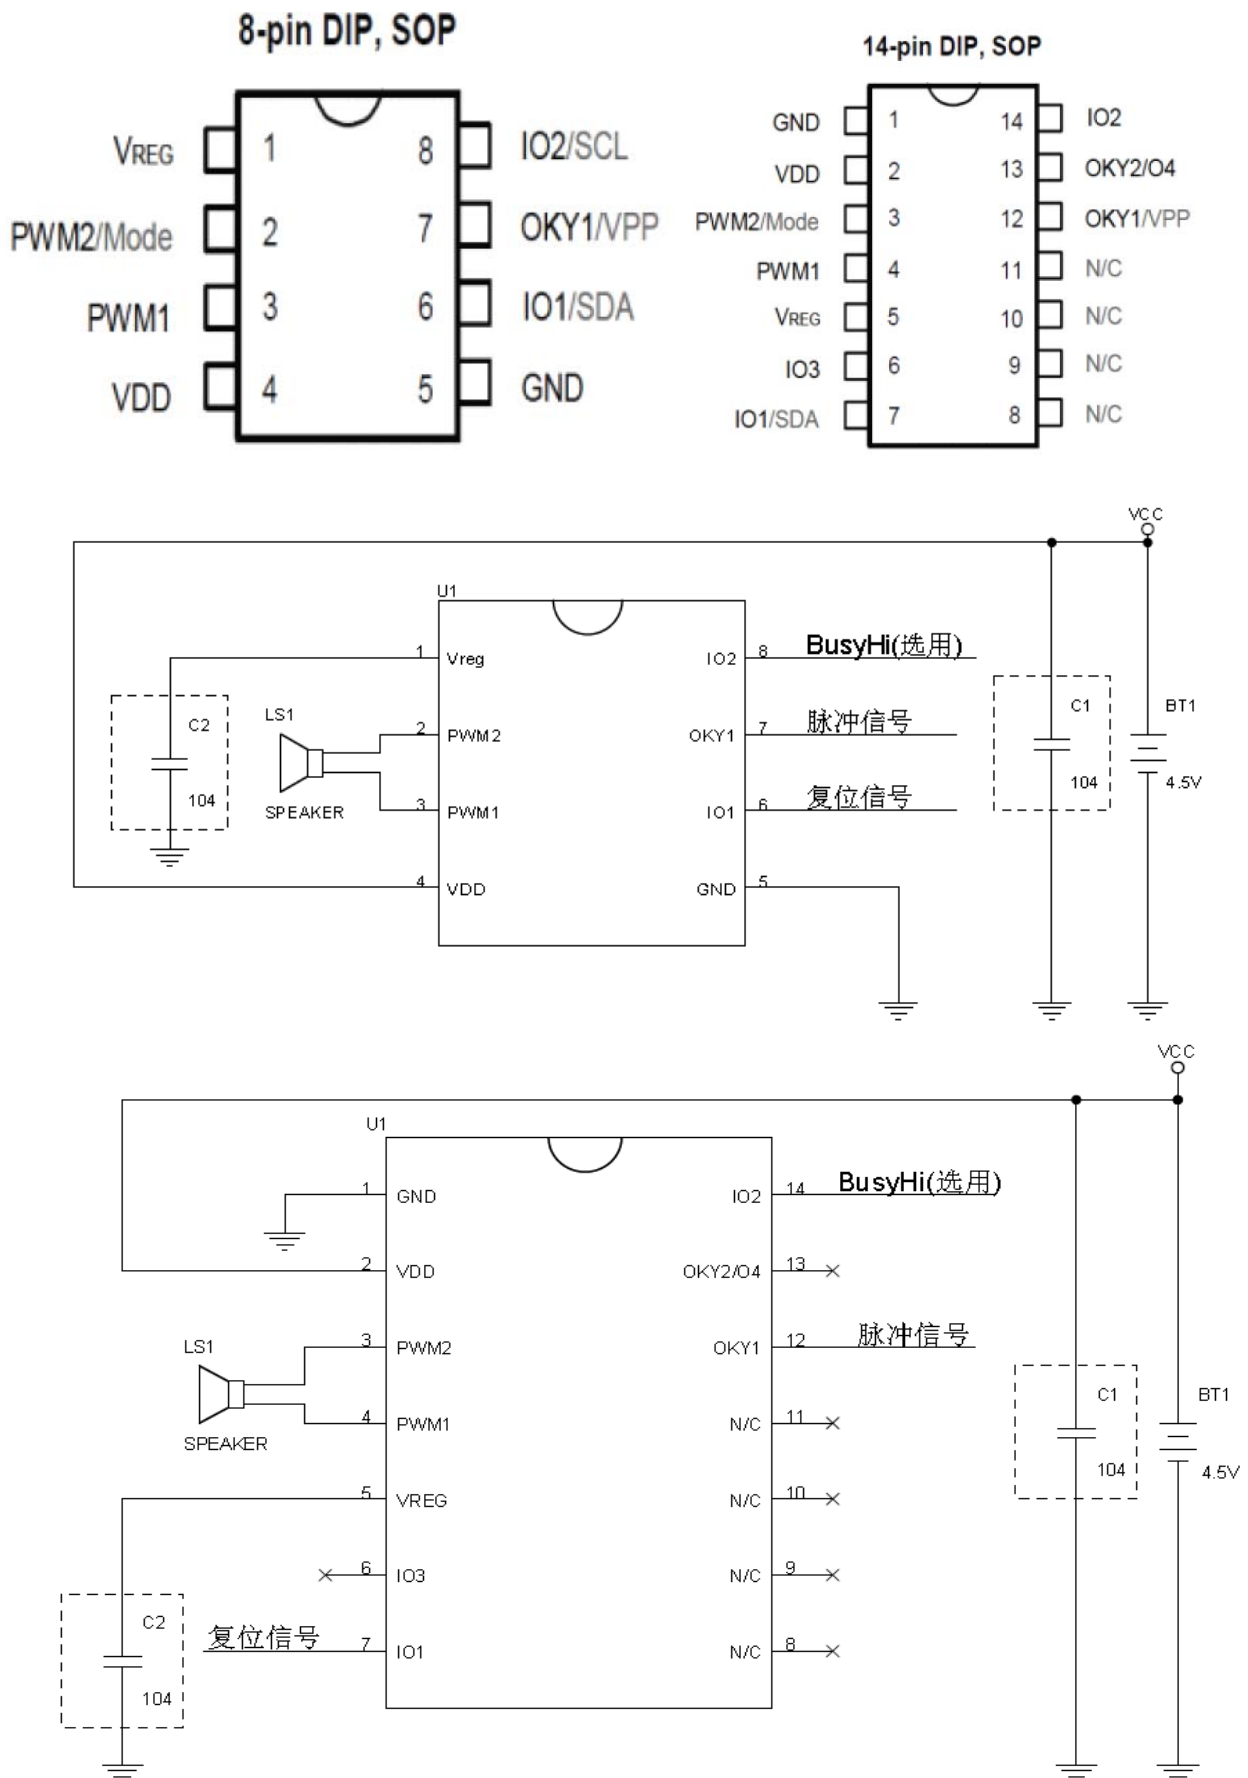 8-pin DIP, SOP
VREG 1 8 IO2/SCL
PWM2/Mode 2 7 OKY1/VPP
PWM1 3 6 IO1/SDA
VDD 4 5 GND
14-pin DIP, SOP
GND 1 14 IO2
VDD 2 13 OKY2/O4
PWM2/Mode 3 12 OKY1/VPP
PWM1 4 11 N/C
VREG 5 10 N/C
IO3 6 9 N/C
IO1/SDA 7 8 N/C
VCC
U1
1 Vreg IO2 8 BusyHi(选用)
C2
104
LS1
SPEAKER
2 PWM2 OKY1 7 脉冲信号
3 PWM1 IO1 6 复位信号
4 VDD GND 5
C1
104
BT1
4.5V
VCC
U1
1 GND IO2 14 BusyHi(选用)
2 VDD OKY2/O4 13
LS1
SPEAKER
3 PWM2 OKY1 12 脉冲信号
4 PWM1 N/C 11
5 VREG N/C 10
6 IO3 N/C 9
复位信号 7 IO1 N/C 8
C2
104
C1
104
BT1
4.5V